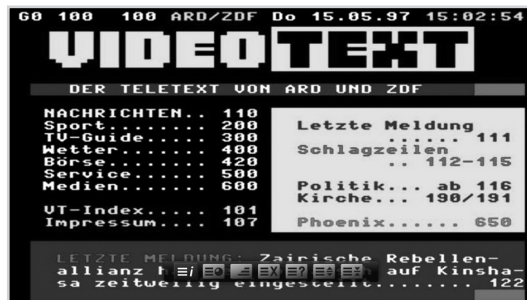 G0 100 100 ARD/ZDF Do 15.05.97 15:02:54
VIDEOTEXT
DER TELETEXT VON ARD UND ZDF
NACHRICHTEN.. 110
Sport........ 200
TV-Guide..... 300
Wetter....... 400
Börse........ 420
Service...... 500
Medien....... 600
VT-Index..... 101
Impressum.... 107
Letzte Meldung
..... 111
Schlagzeilen
.. 112-115
Politik... ab 116
Kirche... 190/191
Phoenix..... 650
LETZTE MELDUNG: Zairische Rebellen-
allianz auf Kinsha-
sa zeitweilig eingestellt....... 122